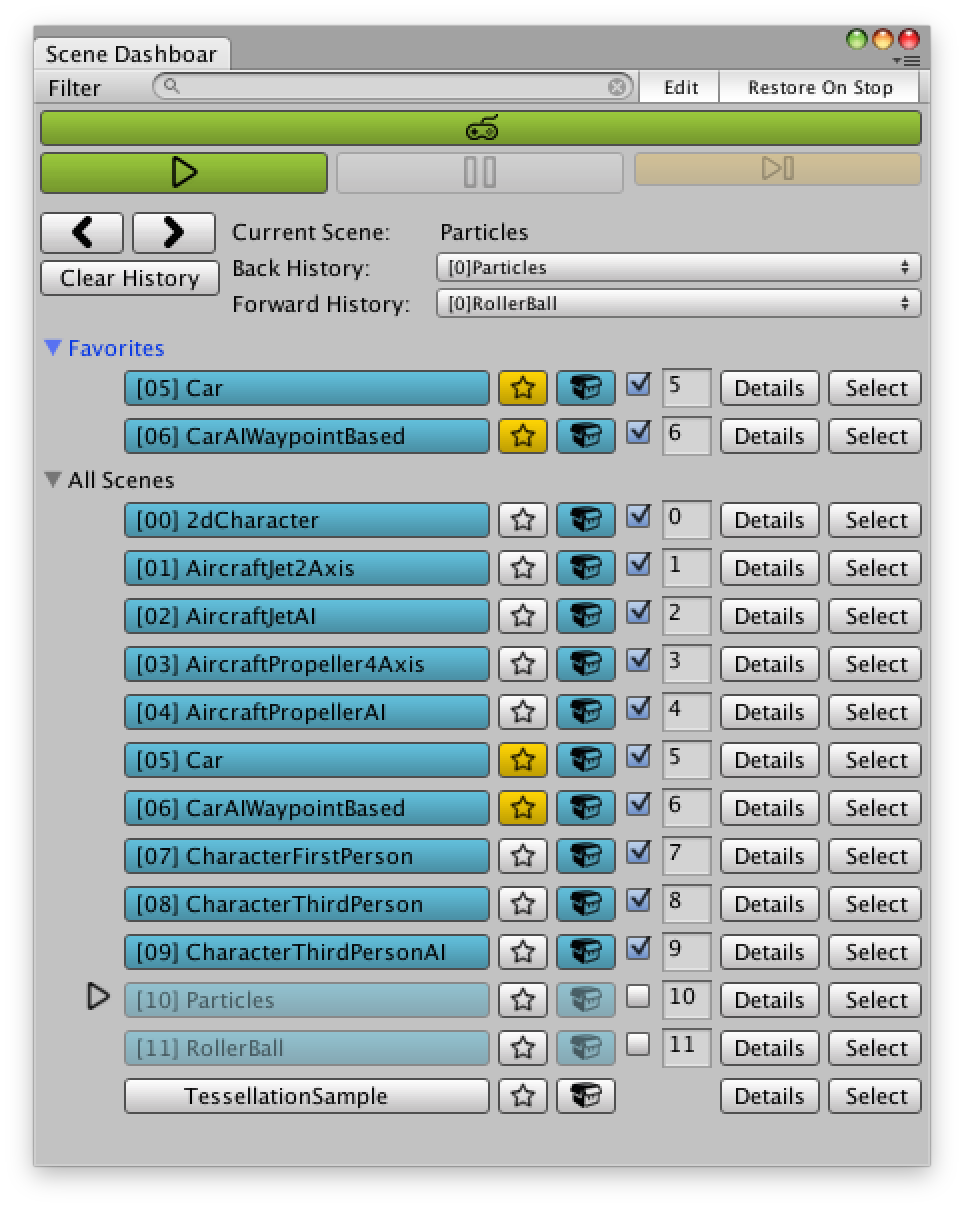 Scene Dashboar
Filter Edit Restore On Stop
Current Scene: Particles
Back History: [0]Particles
Clear History
Forward History: [0]RollerBall
Favorites
[05] Car 5 Details Select
[06] CarAIWaypointBased 6 Details Select
All Scenes
[00] 2dCharacter 0 Details Select
[01] AircraftJet2Axis 1 Details Select
[02] AircraftJetAI 2 Details Select
[03] AircraftPropeller4Axis 3 Details Select
[04] AircraftPropellerAI 4 Details Select
[05] Car 5 Details Select
[06] CarAIWaypointBased 6 Details Select
[07] CharacterFirstPerson 7 Details Select
[08] CharacterThirdPerson 8 Details Select
[09] CharacterThirdPersonAI 9 Details Select
[10] Particles 10 Details Select
[11] RollerBall 11 Details Select
TessellationSample Details Select